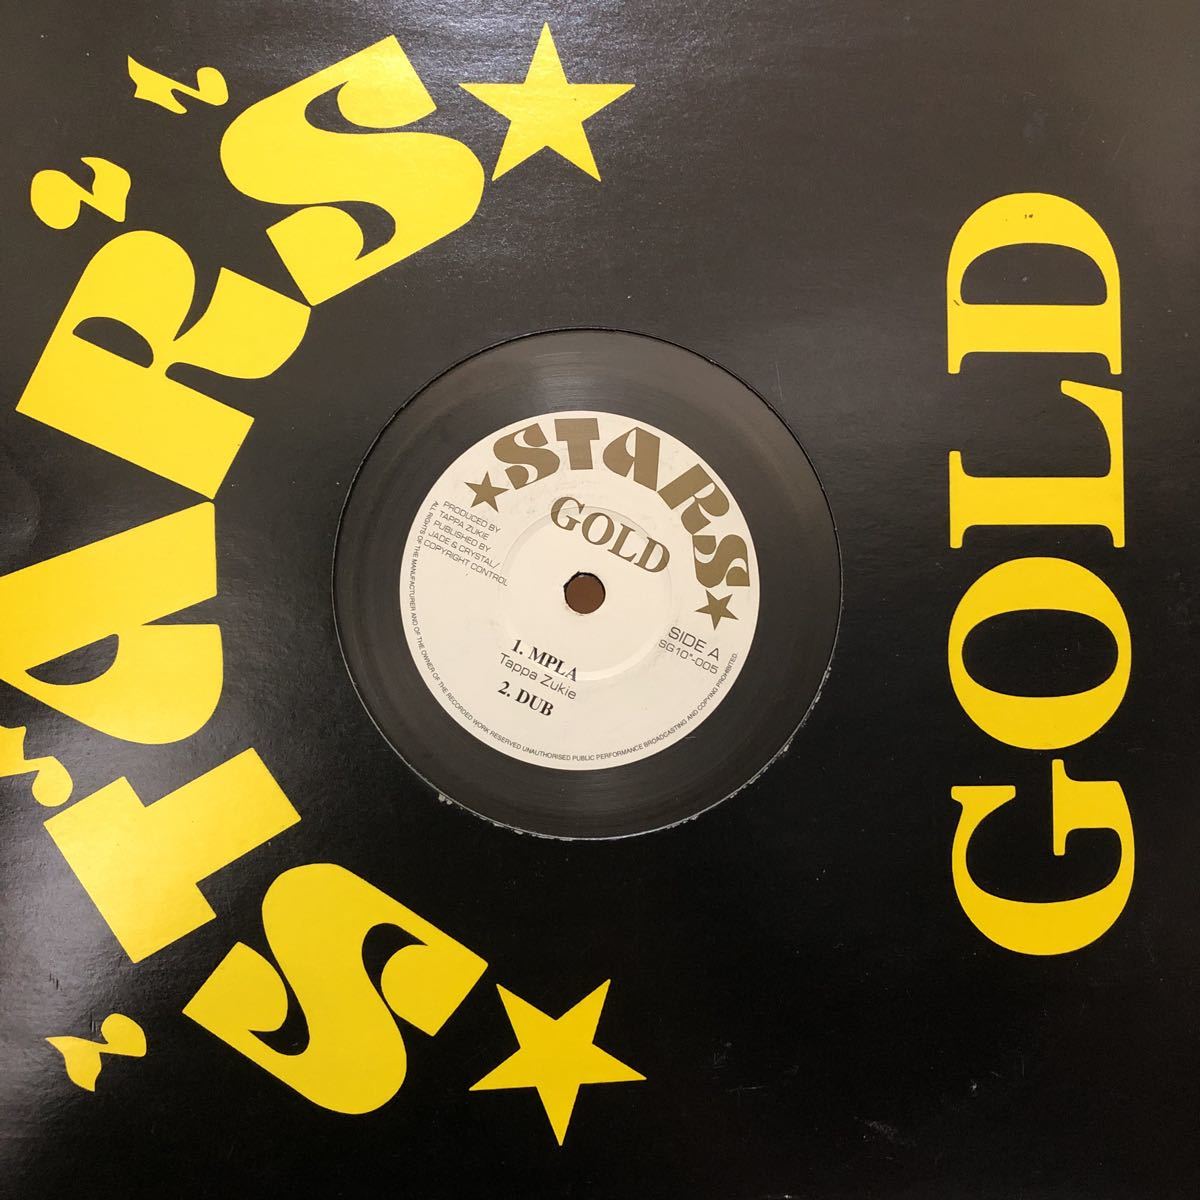 STARS
GOLD
STARS
GOLD
PRODUCED BY
TAPPA ZUKIE
PUBLISHED BY
JADE & CRYSTAL/
COPYRIGHT CONTROL
SIDE A
SG10"-005
1. MPLA
Tappa Zukie
2. DUB
ALL RIGHTS OF THE MANUFACTURER AND OF THE OWNER OF THE RECORDED WORK RESERVED UNAUTHORISED PUBLIC PERFORMANCE BROADCASTING AND COPYING PROHIBITED.